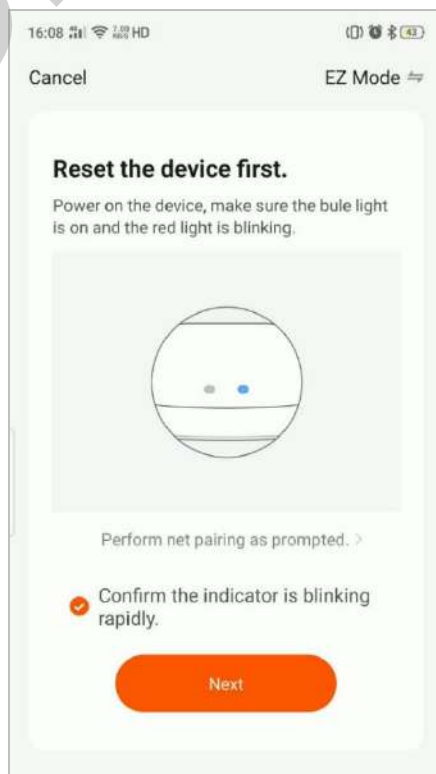 16:08 HD 43
Cancel EZ Mode
Reset the device first.
Power on the device, make sure the bule light
is on and the red light is blinking.
Perform net pairing as prompted. >
Confirm the indicator is blinking
rapidly.
Next